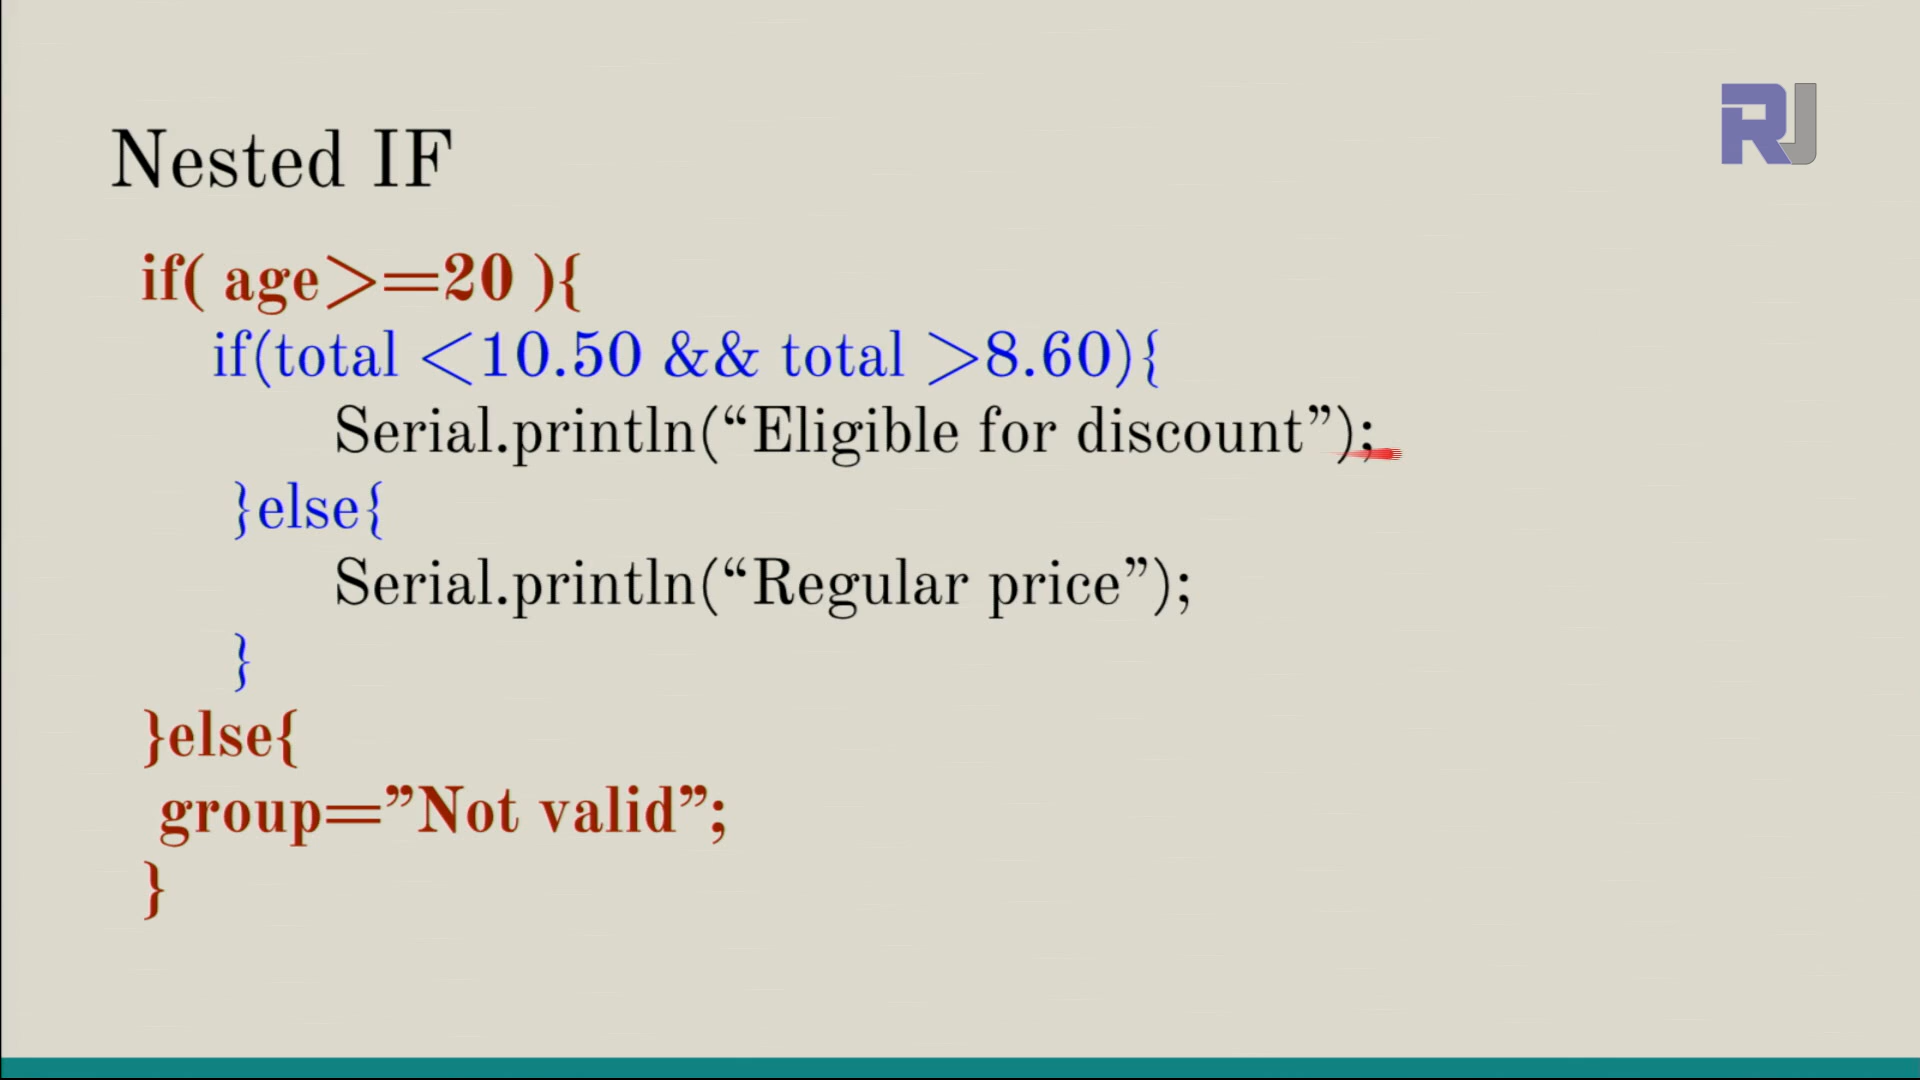 RJ
Nested IF
if( age>=20 ){
if(total <10.50 && total >8.60){
Serial.println(“Eligible for discount”);
}else{
Serial.println(“Regular price”);
}
}else{
group=”Not valid”;
}